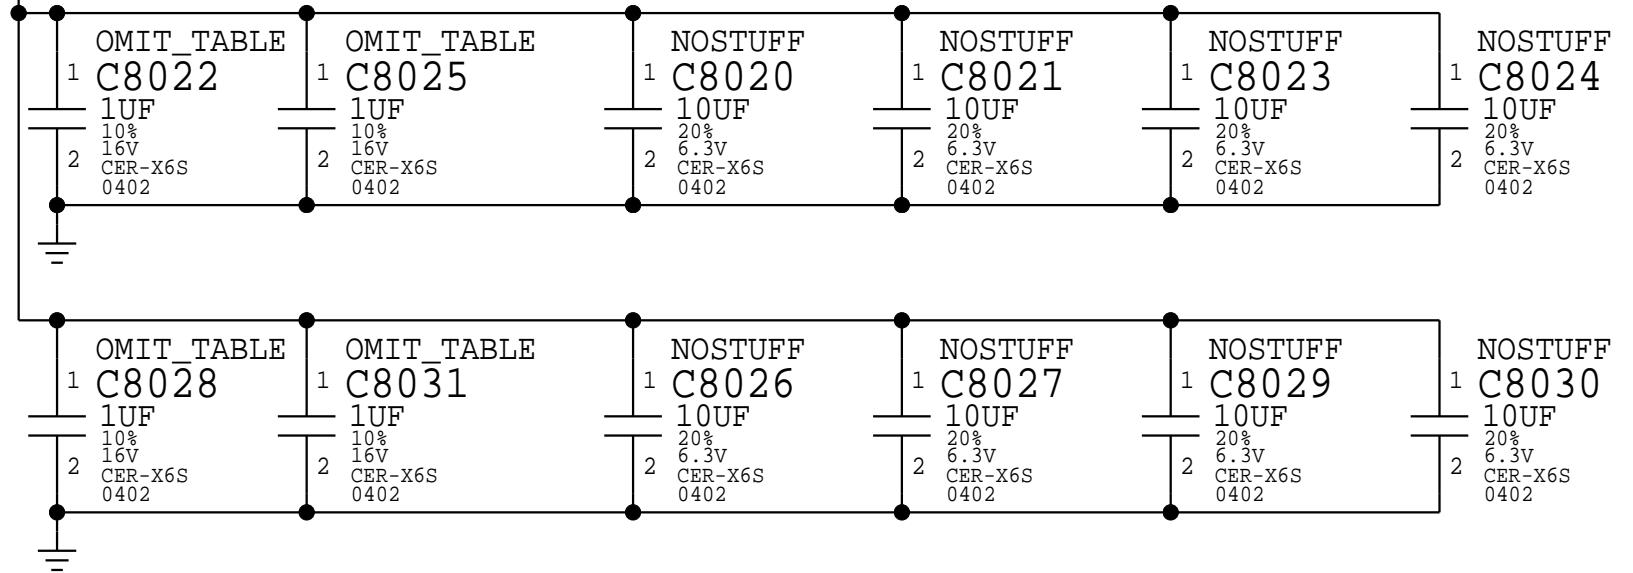 OMIT_TABLE
1 C8022
1UF
10%
16V
2 CER-X6S
0402
OMIT_TABLE
1 C8025
1UF
10%
16V
2 CER-X6S
0402
NOSTUFF
1 C8020
10UF
20%
6.3V
2 CER-X6S
0402
NOSTUFF
1 C8021
10UF
20%
6.3V
2 CER-X6S
0402
NOSTUFF
1 C8023
10UF
20%
6.3V
2 CER-X6S
0402
NOSTUFF
1 C8024
10UF
20%
6.3V
2 CER-X6S
0402
OMIT_TABLE
1 C8028
1UF
10%
16V
2 CER-X6S
0402
OMIT_TABLE
1 C8031
1UF
10%
16V
2 CER-X6S
0402
NOSTUFF
1 C8026
10UF
20%
6.3V
2 CER-X6S
0402
NOSTUFF
1 C8027
10UF
20%
6.3V
2 CER-X6S
0402
NOSTUFF
1 C8029
10UF
20%
6.3V
2 CER-X6S
0402
NOSTUFF
1 C8030
10UF
20%
6.3V
2 CER-X6S
0402